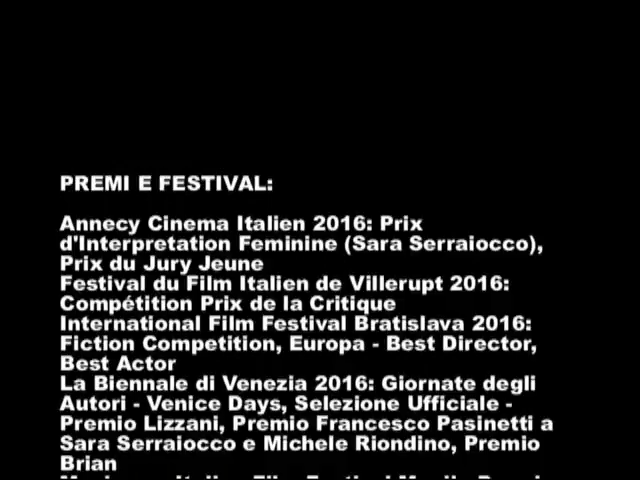 PREMI E FESTIVAL:
Annecy Cinema Italien 2016: Prix
d'Interpretation Feminine (Sara Serraiocco),
Prix du Jury Jeune
Festival du Film Italien de Villerupt 2016:
Compétition Prix de la Critique
International Film Festival Bratislava 2016:
Fiction Competition, Europa - Best Director,
Best Actor
La Biennale di Venezia 2016: Giornate degli
Autori - Venice Days, Selezione Ufficiale -
Premio Lizzani, Premio Francesco Pasinetti a
Sara Serraiocco e Michele Riondino, Premio
Brian